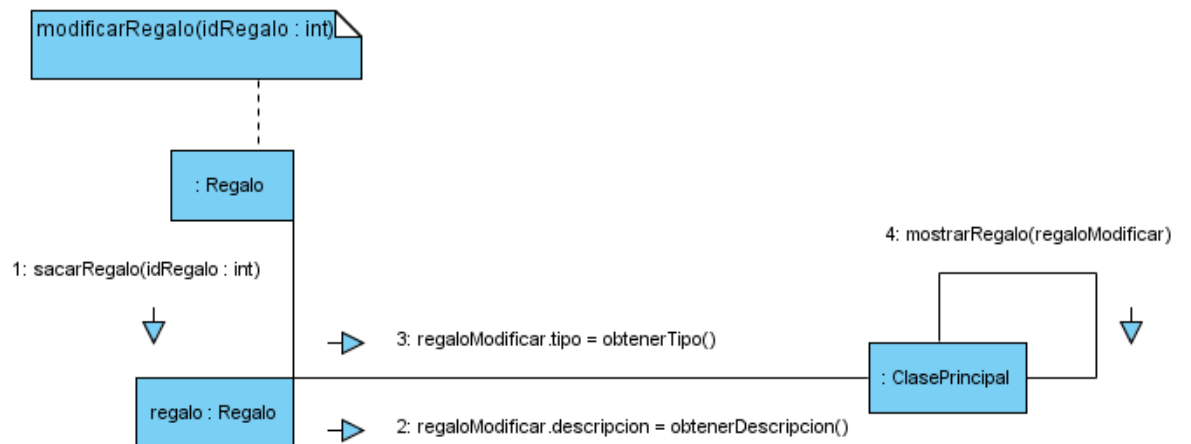 modificarRegalo(idRegalo : int)
: Regalo
4: mostrarRegalo(regaloModificar)
1: sacarRegalo(idRegalo : int)
3: regaloModificar.tipo = obtenerTipo()
: ClasePrincipal
regalo : Regalo
2: regaloModificar.descripcion = obtenerDescripcion()